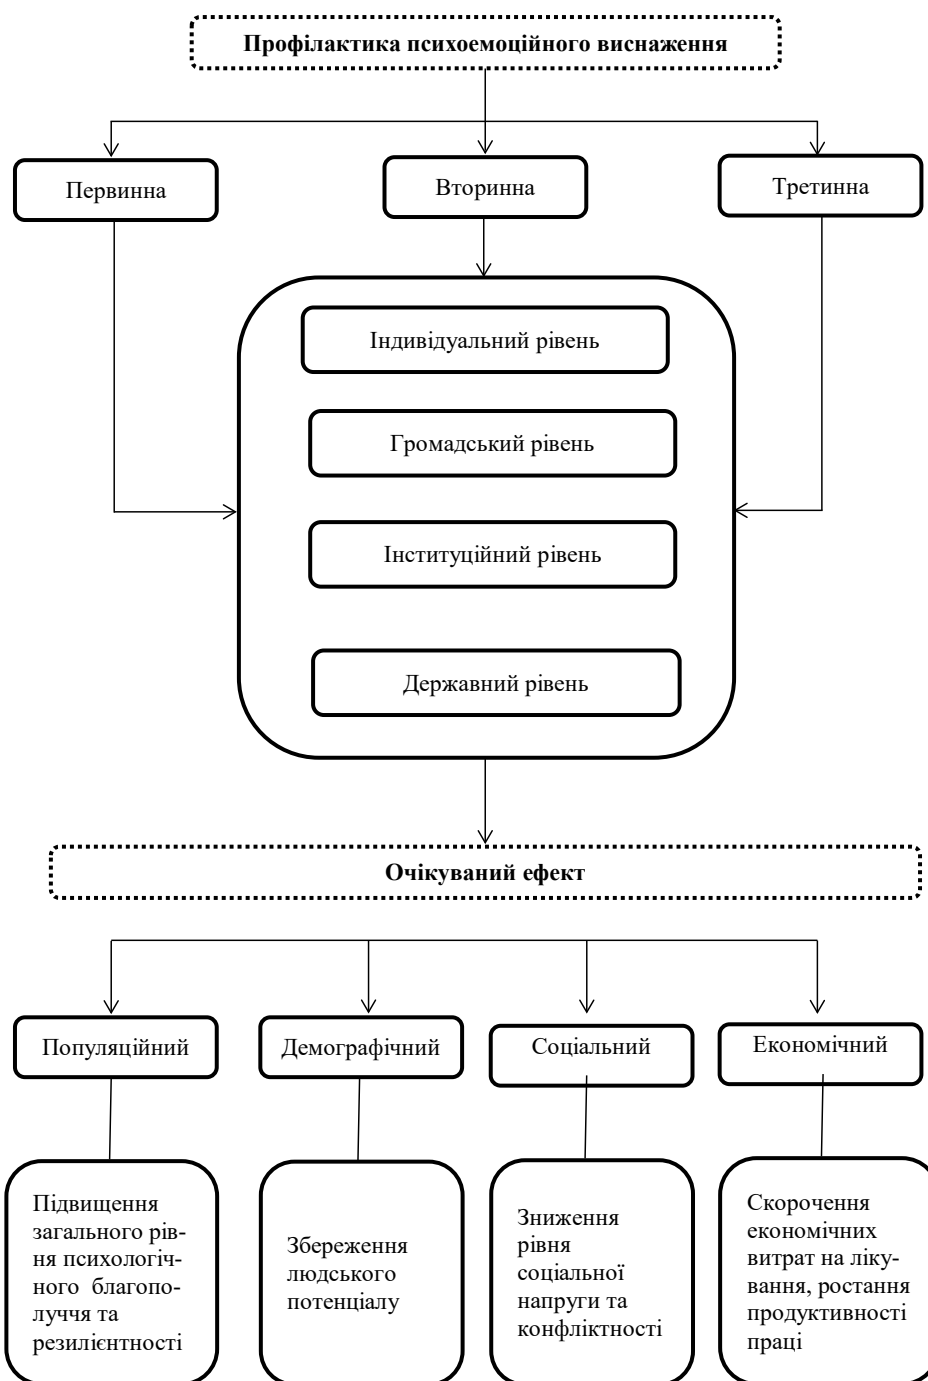 Профілактика психоемоційного виснаження
Первинна
Вторинна
Третинна
Індивідуальний рівень
Громадський рівень
Інституційний рівень
Державний рівень
Очікуваний ефект
Популяційний
Демографічний
Соціальний
Економічний
Підвищення
загального рів-
ня психологіч-
ного благопо-
луччя та
резилієнтності
Збереження
людського
потенціалу
Зниження
рівня
соціальної
напруги та
конфліктності
Скорочення
економічних
витрат на ліку-
вання, ростання
продуктивності
праці